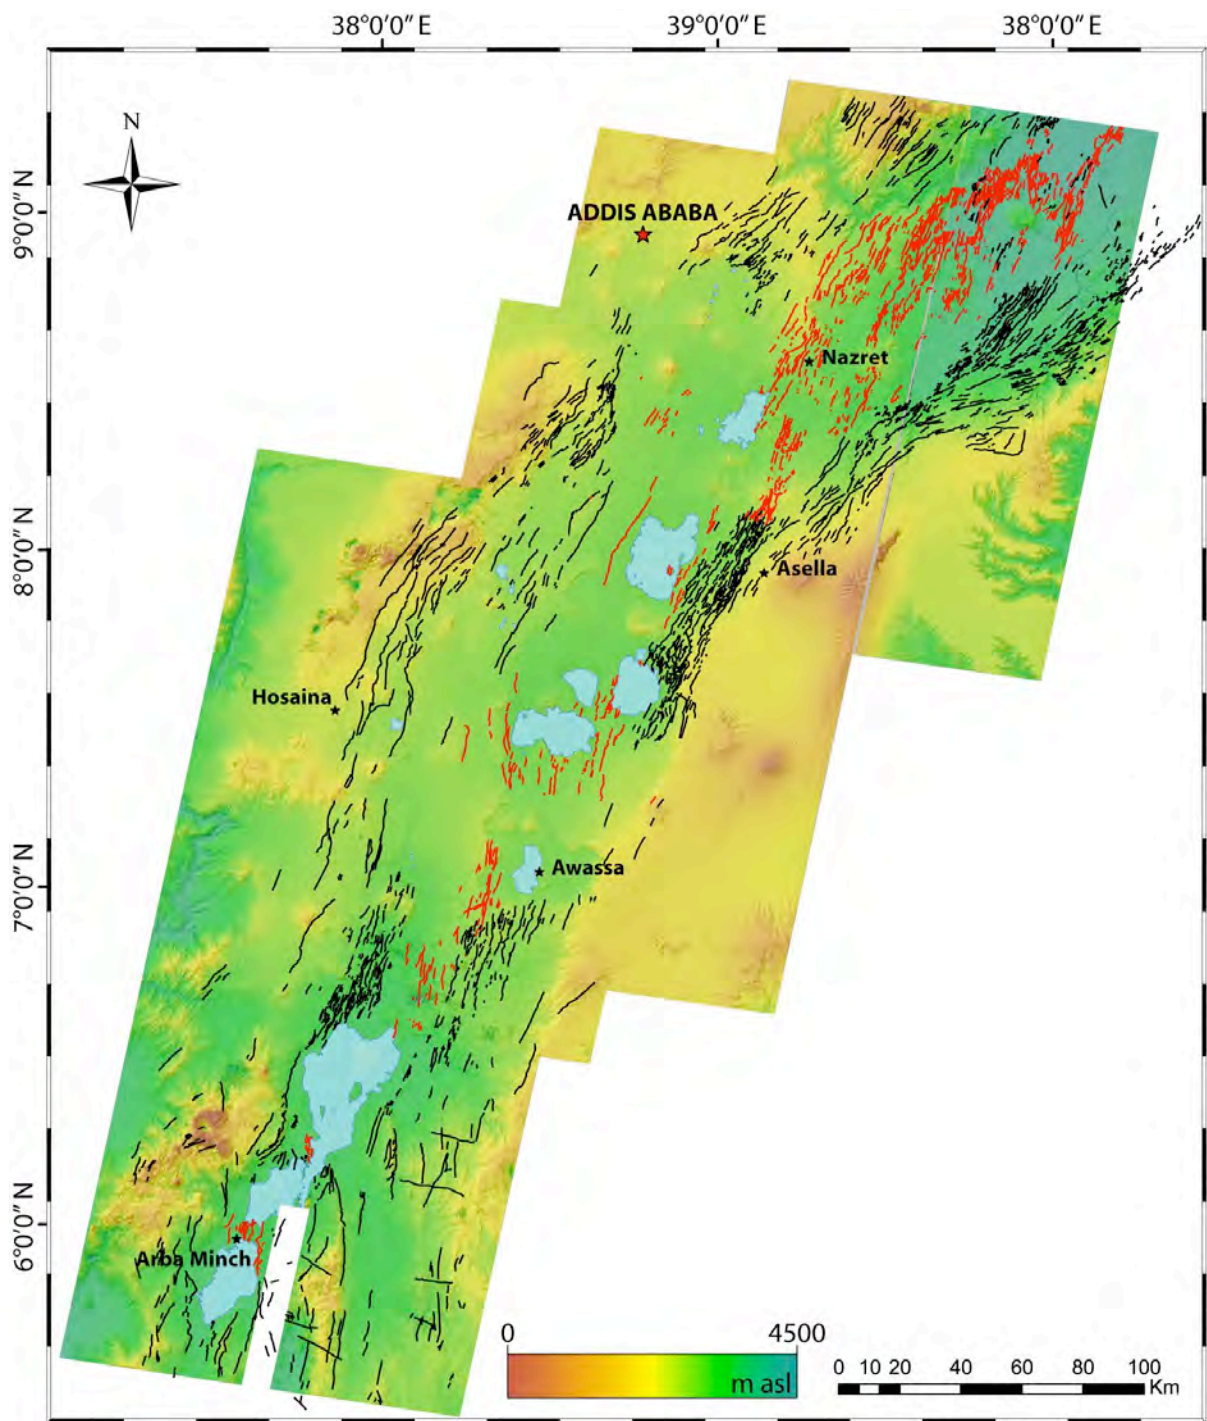 38°0'0"E 39°0'0"E 38°0'0"E
N
9°0'0"N
ADDIS ABABA
Nazret
8°0'0"N
Asella
Hosaina
7°0'0"N
Awassa
6°0'0"N
Arba Minch
0 4500
m asl
0 10 20 40 60 80 100
Km